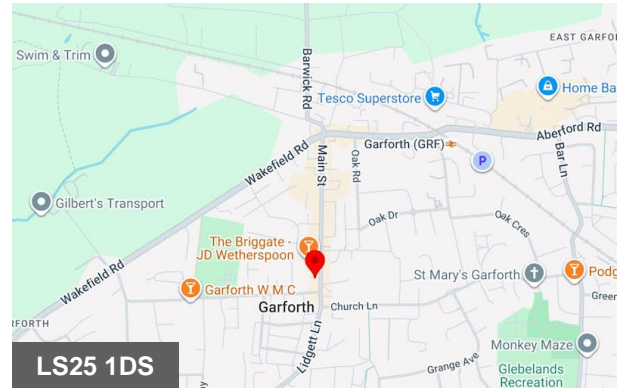 EAST GARFO
Swim & Trim
Barwick Rd
Tesco Superstore
Home Ba
Aberford Rd
Garforth (GRF)
Wakefield Rd
Main St
Oak Rd
P
Bar Ln
Gilbert's Transport
Oak Dr
Oak Cres
The Briggate -
JD Wetherspoon
Wakefield Rd
St Mary's Garforth
Podg
Garforth W M C
Green
Garforth
Church Ln
RFORTH
Lidgett Ln
Monkey Maze
Grange Ave
Glebelands
Recreation
LS25 1DS